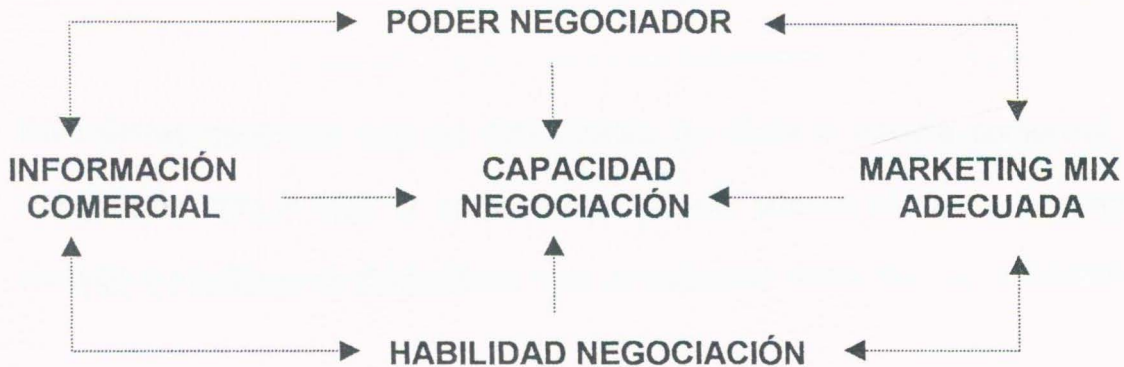 PODER NEGOCIADOR
INFORMACIÓN
COMERCIAL
CAPACIDAD
NEGOCIACIÓN
MARKETING MIX
ADECUADA
HABILIDAD NEGOCIACIÓN